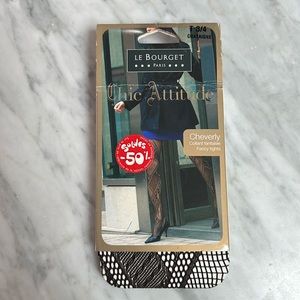 F 3/4
LE BOURGET
PARIS
Chic Attitude
Soldes
-50%
Cheverly
Collant fantaisie
Fancy tights